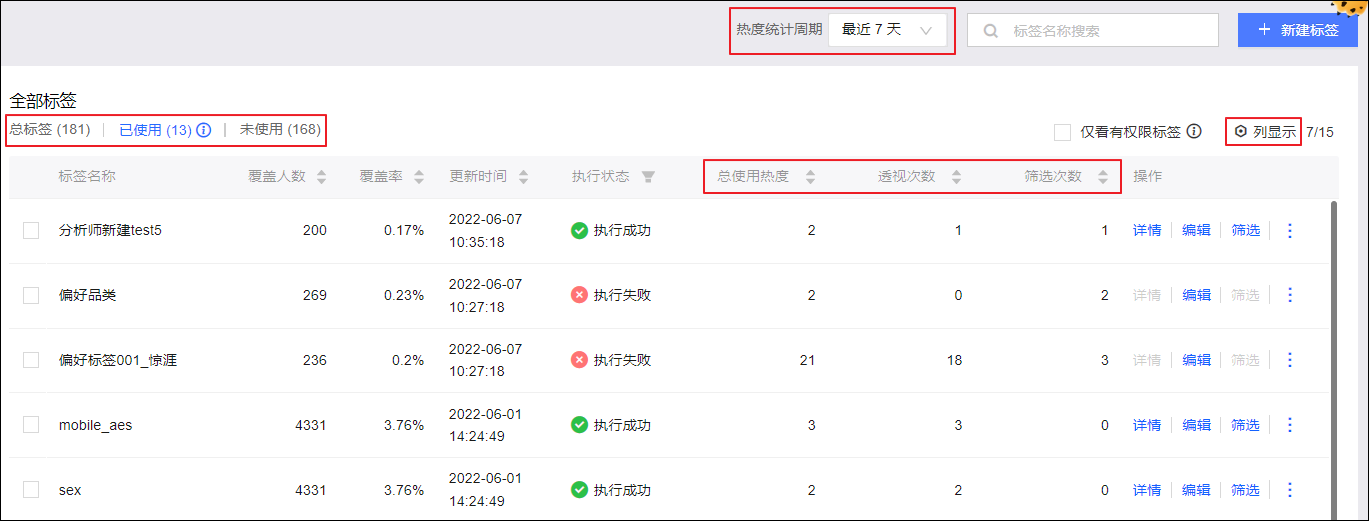 热度统计周期 最近 7 天 标签名称搜索 + 新建标签
全部标签
总标签 (181) | 已使用 (13) | 未使用 (168) 仅看有权限标签 列显示 7/15
标签名称 覆盖人数 覆盖率 更新时间 执行状态 总使用热度 透视次数 筛选次数 操作
分析师新建test5 200 0.17% 2022-06-07 10:35:18 执行成功 2 1 1 详情 编辑 筛选
偏好品类 269 0.23% 2022-06-07 10:27:18 执行失败 2 0 2 详情 编辑 筛选
偏好标签001_惊涯 236 0.2% 2022-06-07 10:27:18 执行失败 21 18 3 详情 编辑 筛选
mobile_aes 4331 3.76% 2022-06-01 14:24:49 执行成功 3 3 0 详情 编辑 筛选
sex 4331 3.76% 2022-06-01 14:24:49 执行成功 2 2 0 详情 编辑 筛选